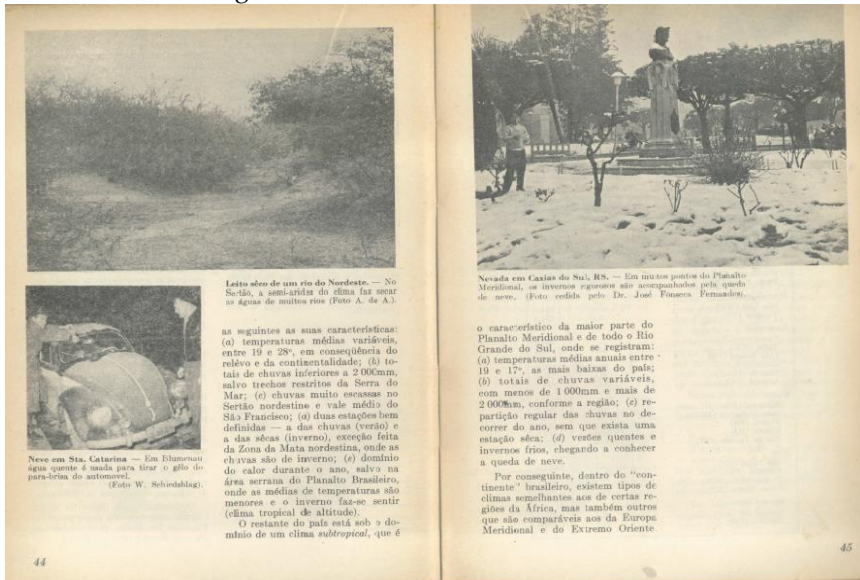 Leito sêco de um rio do Nordeste. — No
Sertão, a semi-aridez do clima faz secar
as águas de muitos rios (Foto A. de A.).
Neve em Sta. Catarina — Em Blumenau
água quente é usada para tirar o gêlo do
para-brisa do automóvel.
(Foto W. Schiedshlag).
as seguintes as suas características:
(a) temperaturas médias variáveis,
entre 19 e 28º, em conseqüência do
relêvo e da continentalidade; (b) to-
tais de chuvas inferiores a 2 000mm,
salvo trechos restritos da Serra do
Mar; (c) chuvas muito escassas no
Sertão nordestino e vale médio do
São Francisco; (d) duas estações bem
definidas — a das chuvas (verão) e
a das sêcas (inverno), exceção feita
da Zona da Mata nordestina, onde as
chuvas são de inverno; (e) domínio
do calor durante o ano, salvo na
área serrana do Planalto Brasileiro,
onde as médias de temperaturas são
menores e o inverno faz-se sentir
(clima tropical de altitude).
O restante do país está sob o do-
mínio de um clima subtropical, que é
44
Nevada em Caxias do Sul, RS. — Em muitos pontos do Planalto
Meridional, os invernos rigorosos são acompanhados pela queda
de neve. (Foto cedida pelo Dr. José Fonseca Fernandes).
o característico da maior parte do
Planalto Meridional e de todo o Rio
Grande do Sul, onde se registram:
(a) temperaturas médias anuais entre
19 e 17º, as mais baixas do país;
(b) totais de chuvas variáveis,
com menos de 1 000mm e mais de
2 000mm, conforme a região; (c) re-
partição regular das chuvas no de-
correr do ano, sem que exista uma
estação sêca; (d) verões quentes e
invernos frios, chegando a conhecer
a queda de neve.
Por conseguinte, dentro do "con-
tinente" brasileiro, existem tipos de
climas semelhantes aos de certas re-
giões da África, mas também outros
que são comparáveis aos da Europa
Meridional e do Extremo Oriente
45